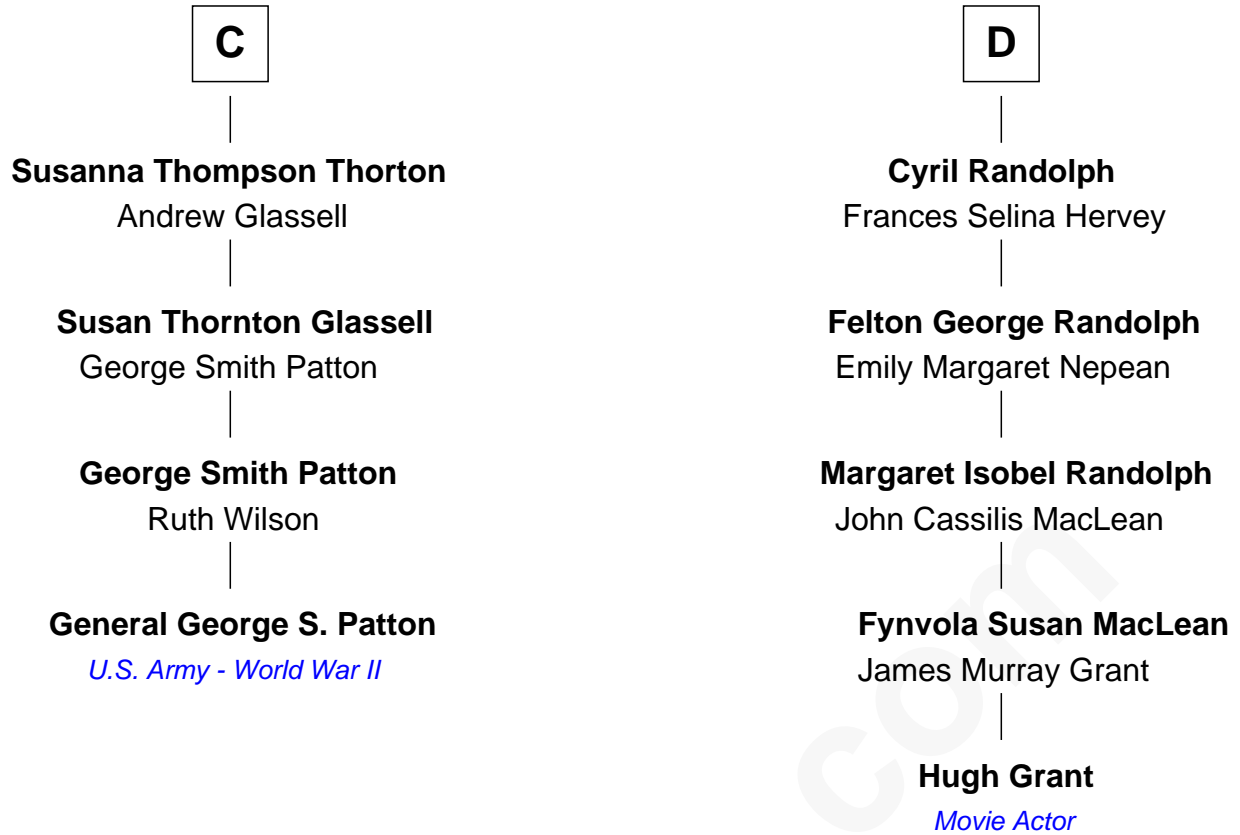 C
Susanna Thompson Thorton
Andrew Glassell
Susan Thornton Glassell
George Smith Patton
George Smith Patton
Ruth Wilson
General George S. Patton
U.S. Army - World War II
D
Cyril Randolph
Frances Selina Hervey
Felton George Randolph
Emily Margaret Nepean
Margaret Isobel Randolph
John Cassilis MacLean
Fynvola Susan MacLean
James Murray Grant
Hugh Grant
Movie Actor
com